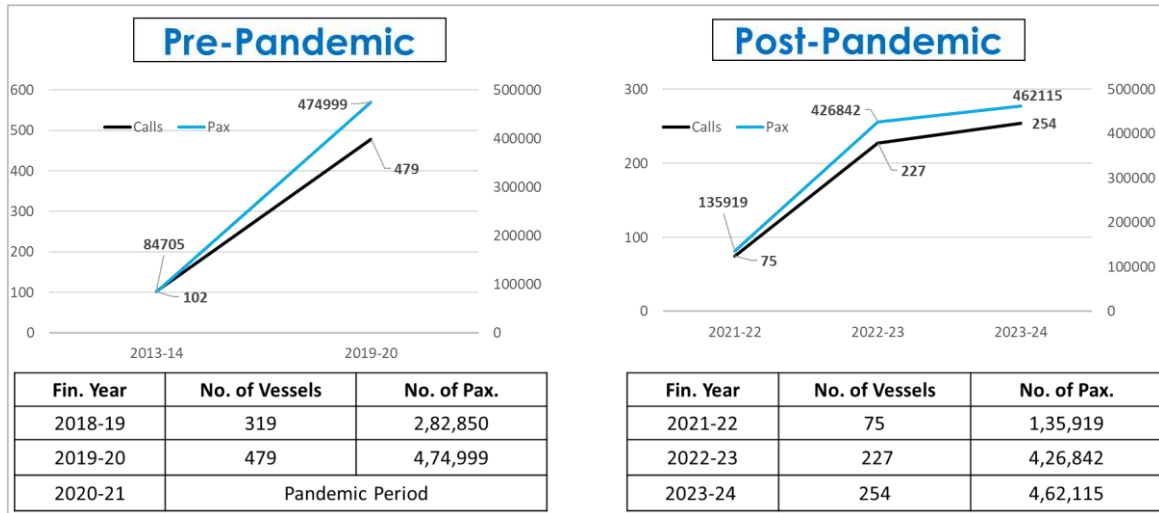 Pre-Pandemic
600
500
400
300
200
100
0
500000
400000
300000
200000
100000
0
Calls
Pax
474999
479
84705
102
2013-14
2019-20
Fin. Year No. of Vessels No. of Pax.
2018-19 319 2,82,850
2019-20 479 4,74,999
2020-21 Pandemic Period
Post-Pandemic
300
200
100
0
500000
400000
300000
200000
100000
0
Calls
Pax
426842
462115
254
227
135919
75
2021-22
2022-23
2023-24
Fin. Year No. of Vessels No. of Pax.
2021-22 75 1,35,919
2022-23 227 4,26,842
2023-24 254 4,62,115